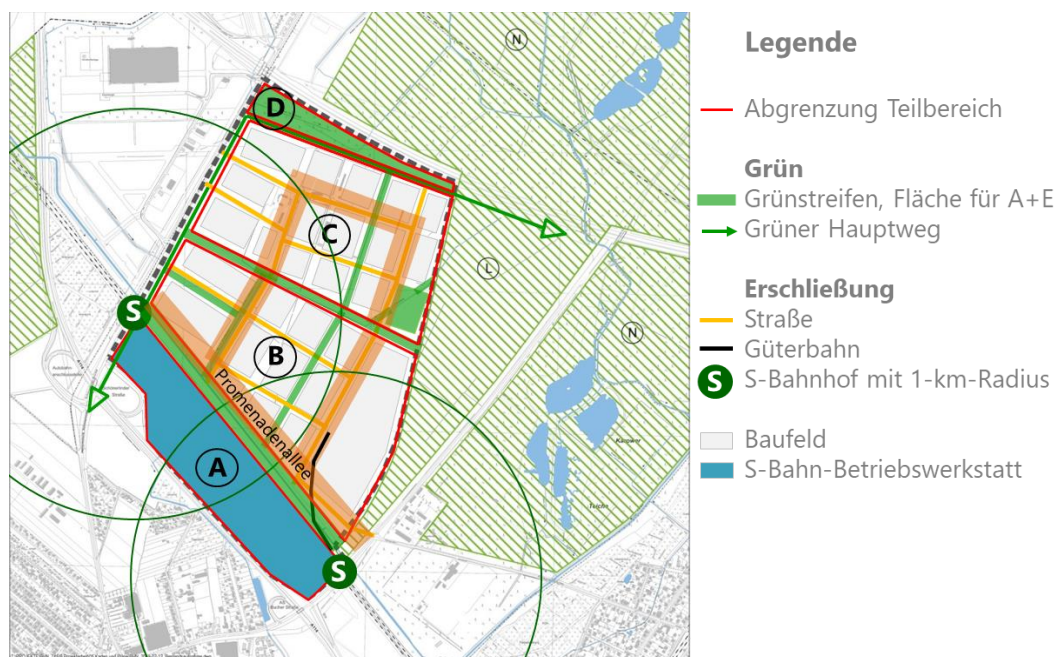 Legende
Abgrenzung Teilbereich
Grün
Grünstreifen, Fläche für A+E
Grüner Hauptweg
Erschließung
Straße
Güterbahn
S
S-Bahnhof mit 1-km-Radius
Baufeld
S-Bahn-Betriebswerkstatt
N
D
C
L
N
S
B
Promenadenallee
A
S